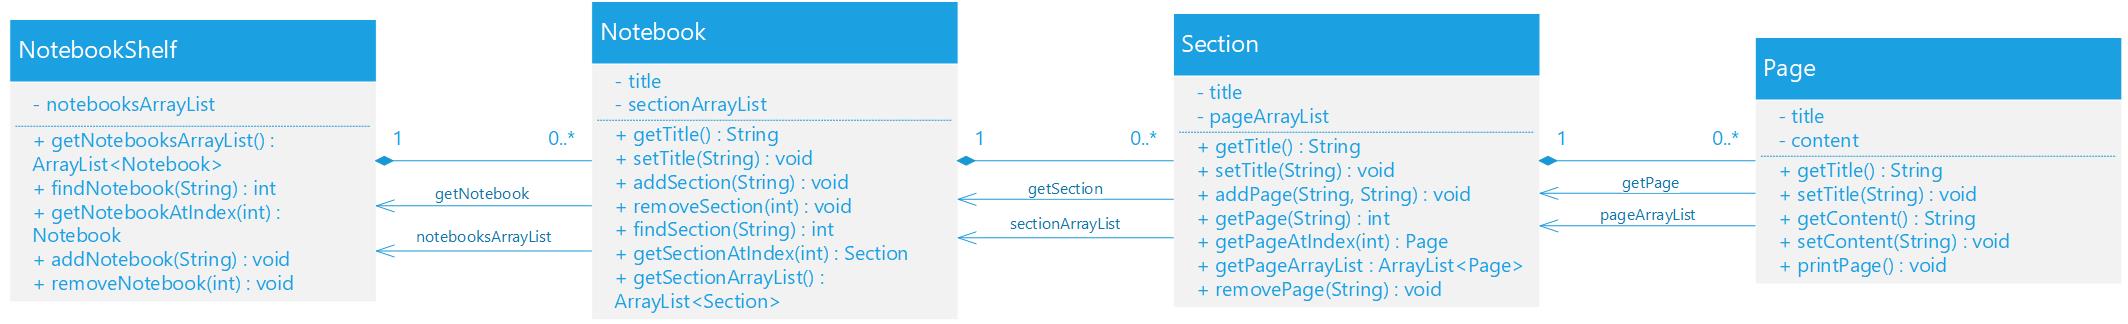 NotebookShelf
- notebooksArrayList
+ getNotebooksArrayList() :
ArrayList<Notebook>
+ findNotebook(String) : int
+ getNotebookAtIndex(int) :
Notebook
+ addNotebook(String) : void
+ removeNotebook(int) : void
1
0..*
getNotebook
notebooksArrayList
Notebook
- title
- sectionArrayList
+ getTitle() : String
+ setTitle(String) : void
+ addSection(String) : void
+ removeSection(int) : void
+ findSection(String) : int
+ getSectionAtIndex(int) : Section
+ getSectionArrayList() :
ArrayList<Section>
1
0..*
getSection
sectionArrayList
Section
- title
- pageArrayList
+ getTitle() : String
+ setTitle(String) : void
+ addPage(String, String) : void
+ getPage(String) : int
+ getPageAtIndex(int) : Page
+ getPageArrayList : ArrayList<Page>
+ removePage(String) : void
1
0..*
getPage
pageArrayList
Page
- title
- content
+ getTitle() : String
+ setTitle(String) : void
+ getContent() : String
+ setContent(String) : void
+ printPage() : void